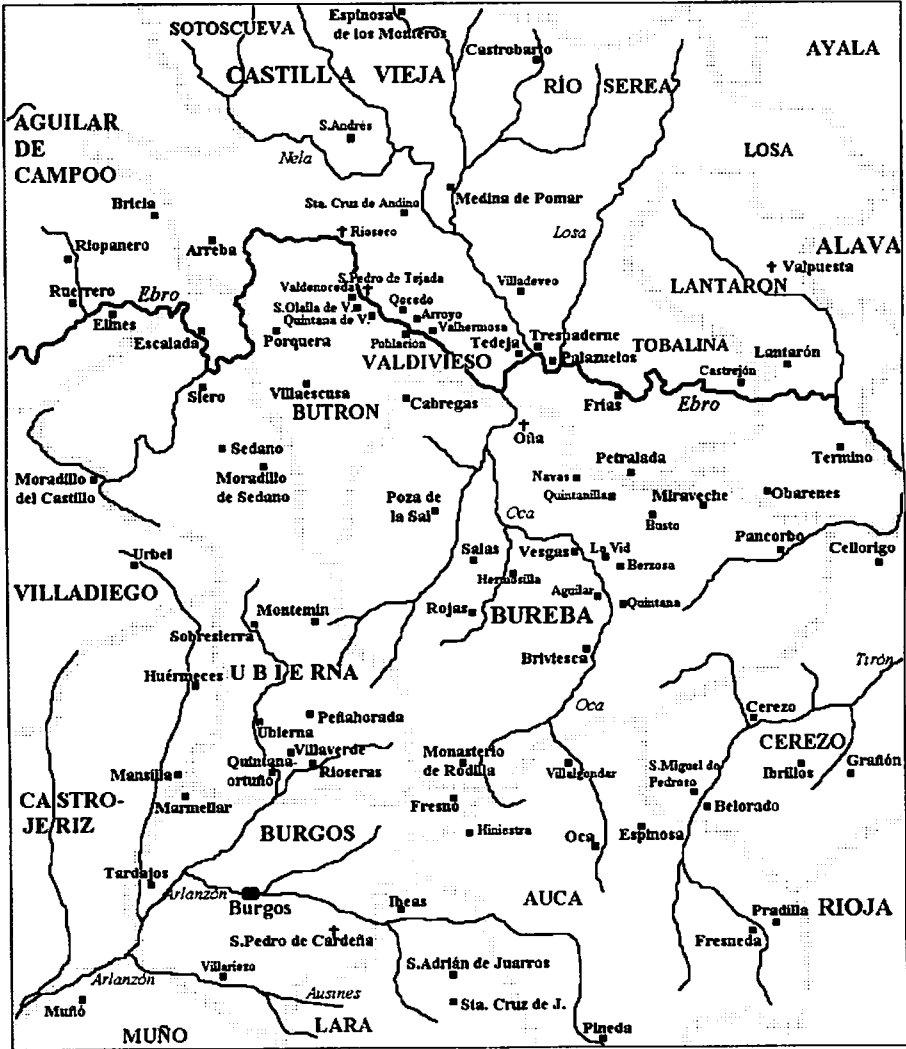 Espinosa
de los Monteros
SOTOSCUEVA
Castrobarto
AYALA
CASTILLA VIEJA
RÍO SEREA
AGUILAR
DE
CAMPOO
S.Andrés
Nela
LOSA
Bricia
Sta. Cruz de Andino
Medina de Pomar
Riopanero
Arreba
Rioseco
Losa
ALAVA
Valpuesta
Ruerrero
Ebro
S.Pedro de Tejada
Valdenoceda
Villadeveo
LANTARON
Elines
S.Olalla de V.
Quintana de V.
Qecedo
Arroyo
Escalada
Porquera
Población
Valhermosa
Tedeja
Trespaderne
Palazuelos
TOBALINA
Lantarón
VALDIVIESO
Castrejón
Siero
Villaescusa
BUTRON
Cabregas
Frías
Ebro
Oña
Sedano
Termino
Moradillo
del Castillo
Moradillo
de Sedano
Petralada
Navas
Quintanilla
Miraveche
Obarenes
Poza de
la Sal
Oca
Busto
Pancorbo
Cellorigo
Urbel
Salas
Vesgas
La Vid
Berzosa
Hermosilla
VILLADIEGO
Aguilar
Quintana
Montemin
Rojas
BUREBA
Sobresierra
Briviesca
Huérmeces
UBIERNA
Tirón
Oca
Cerezo
Peñahorada
Ubierna
CEREZO
Villaverde
Quintana-
ortuño
Rioseras
Monasterio
de Rodilla
Villalgondar
S.Miguel de
Pedroso
Ibrillos
Grañón
Mansilla
CASTRO-
JERIZ
Marmellar
Fresno
Belorado
BURGOS
Hiniestra
Oca
Espinosa
Tardajos
Arlanzón
Burgos
Ibeas
AUCA
Pradilla
RIOJA
Fresneda
S.Pedro de Cardeña
Villariezo
S.Adrián de Juarros
Arlanzón
Ausines
Muñó
Sta. Cruz de J.
MUÑO
LARA
Pineda